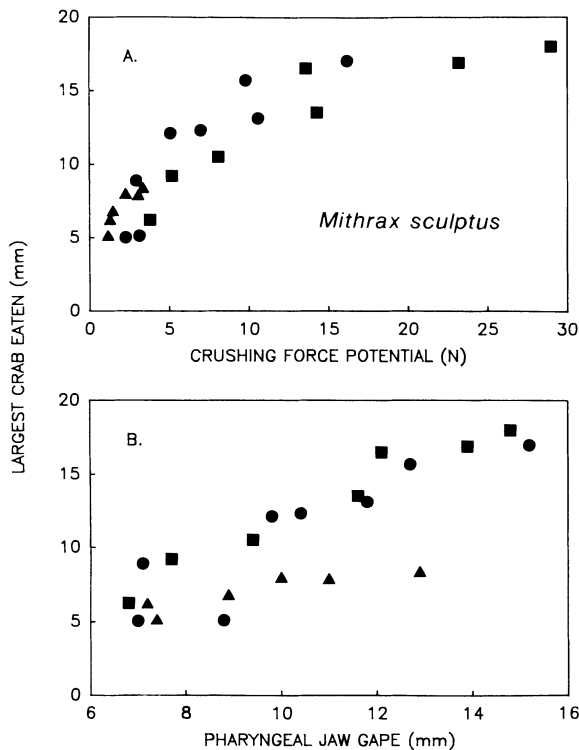 A.
20
15
10
5
0
Mithrax sculptus
0 5 10 15 20 25 30
CRUSHING FORCE POTENTIAL (N)
LARGEST CRAB EATEN (mm)
B.
20
15
10
5
0
6 8 10 12 14 16
PHARYNGEAL JAW GAPE (mm)